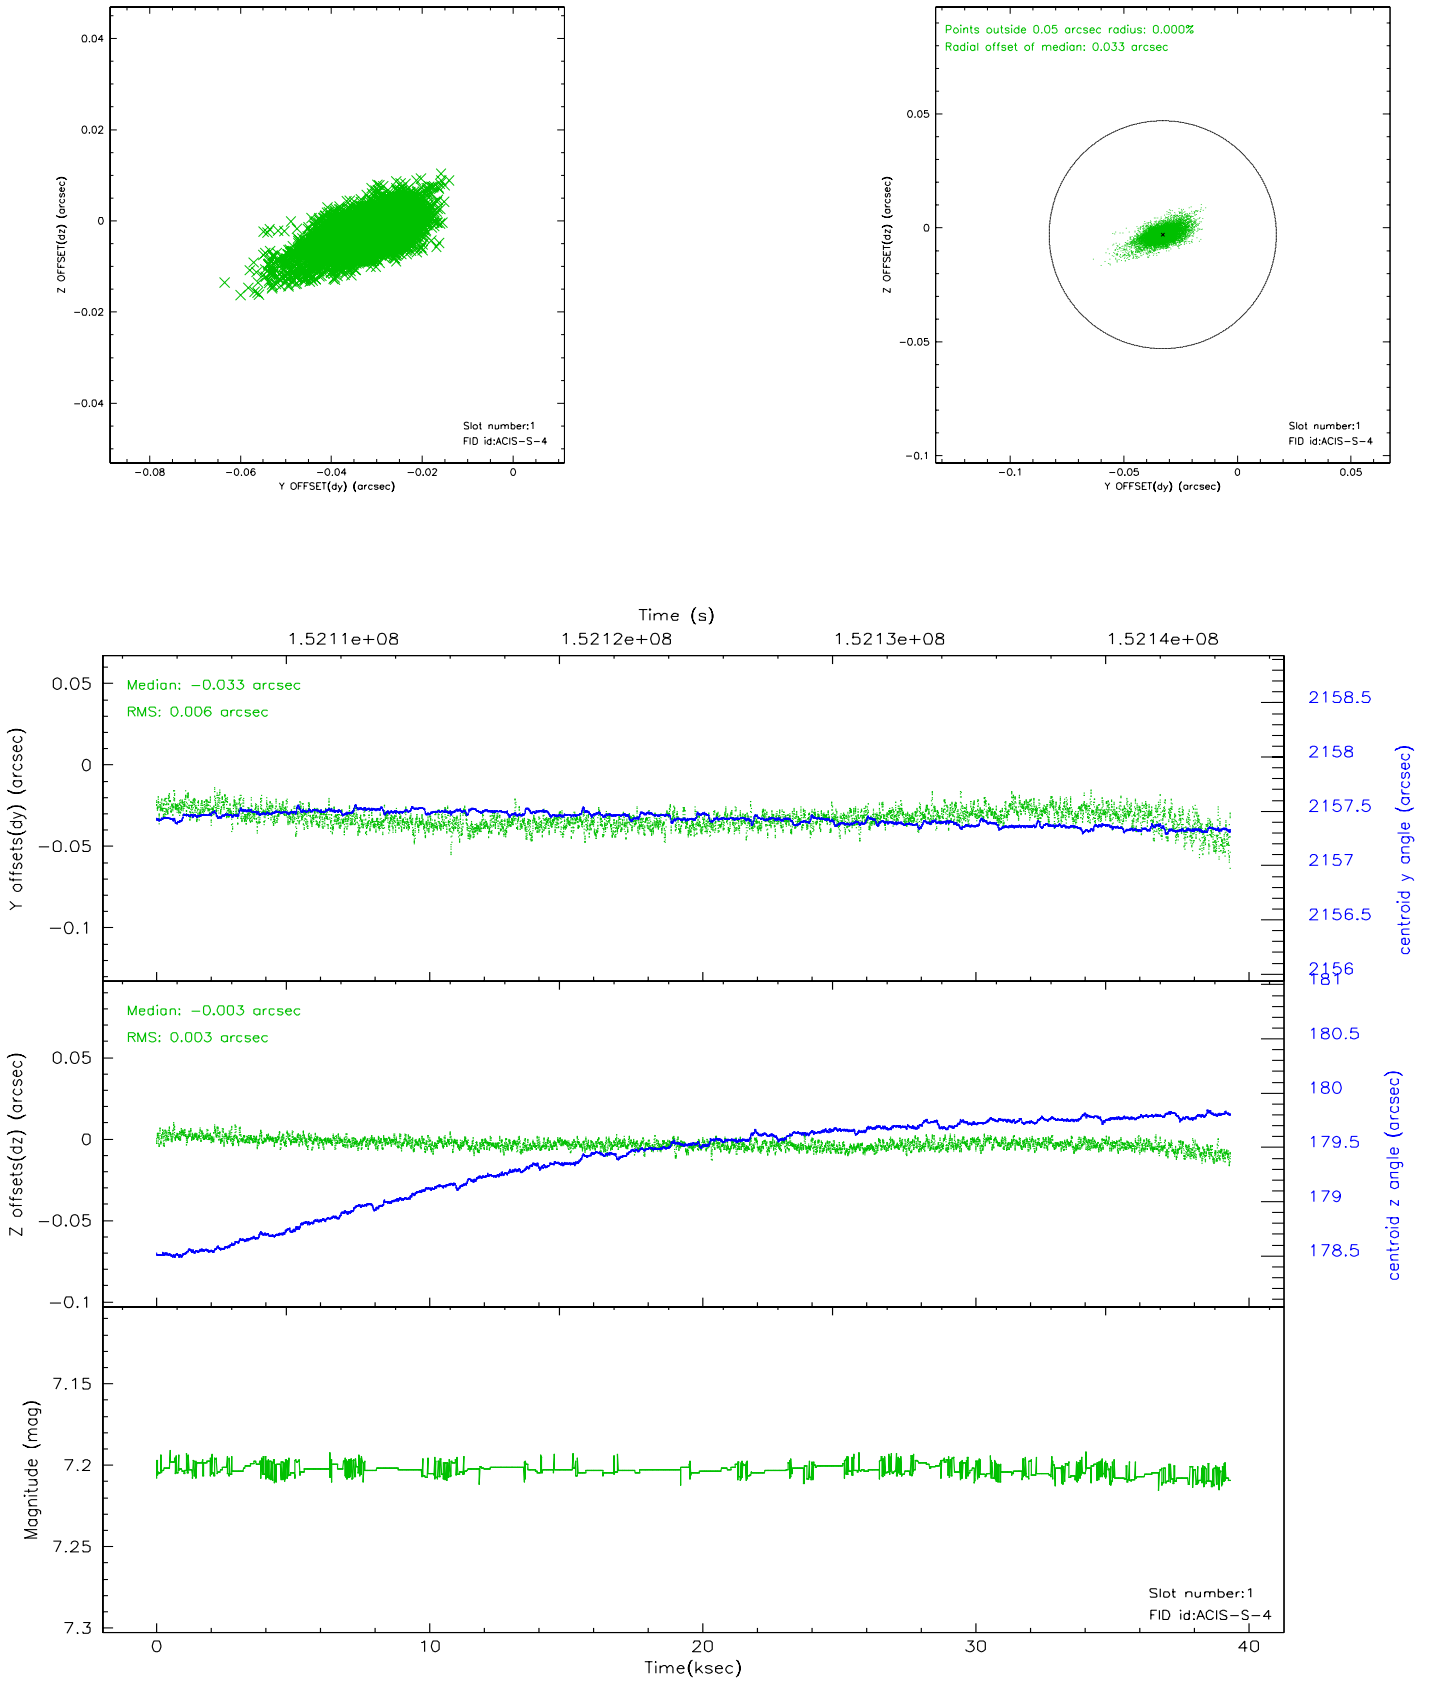 0.04
0.02
0
−0.02
−0.04
Z OFFSET(dz) (arcsec)
Slot number:1
FID id:ACIS−S−4
−0.08
−0.06
−0.04
−0.02
0
Y OFFSET(dy) (arcsec)
Points outside 0.05 arcsec radius: 0.000%
Radial offset of median: 0.033 arcsec
0.05
0
−0.05
−0.1
Z OFFSET(dz) (arcsec)
Slot number:1
FID id:ACIS−S−4
−0.1
−0.05
0
0.05
Y OFFSET(dy) (arcsec)
Time (s)
1.5211e+08
1.5212e+08
1.5213e+08
1.5214e+08
Median: −0.033 arcsec
RMS: 0.006 arcsec
0.05
0
−0.05
−0.1
Y offsets(dy) (arcsec)
2158.5
2158
2157.5
2157
2156.5
2156
centroid y angle (arcsec)
Median: −0.003 arcsec
RMS: 0.003 arcsec
0.05
0
−0.05
−0.1
Z offsets(dz) (arcsec)
181
180.5
180
179.5
179
178.5
centroid z angle (arcsec)
7.15
7.2
7.25
7.3
Magnitude (mag)
Slot number:1
FID id:ACIS−S−4
0
10
20
30
40
Time(ksec)